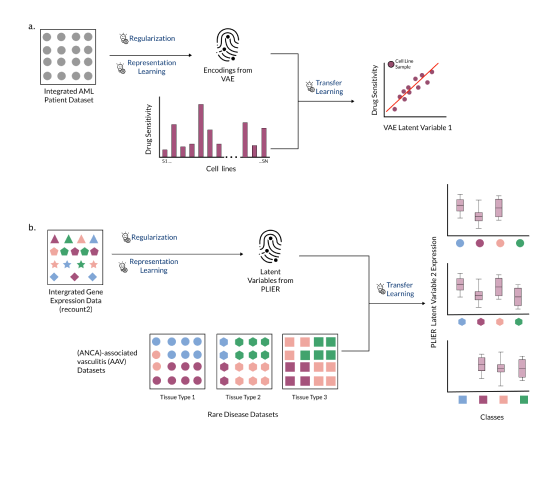 a.
Regularization
Representation
Learning
Integrated AML
Patient Dataset
Encodings from
VAE
Transfer
Learning
Drug Sensitivity
S1...
...SN
Cell lines
Cell Line
Sample
Drug Sensitivity
VAE Latent Variable 1
b.
Regularization
Representation
Learning
Intergrated Gene
Expression Data
(recount2)
Latent
Variables from
PLIER
Transfer
Learning
(ANCA)-associated
vasculitis (AAV)
Datasets
Tissue Type 1
Tissue Type 2
Tissue Type 3
Rare Disease Datasets
PLIER Latent Variable 2 Expression
Classes